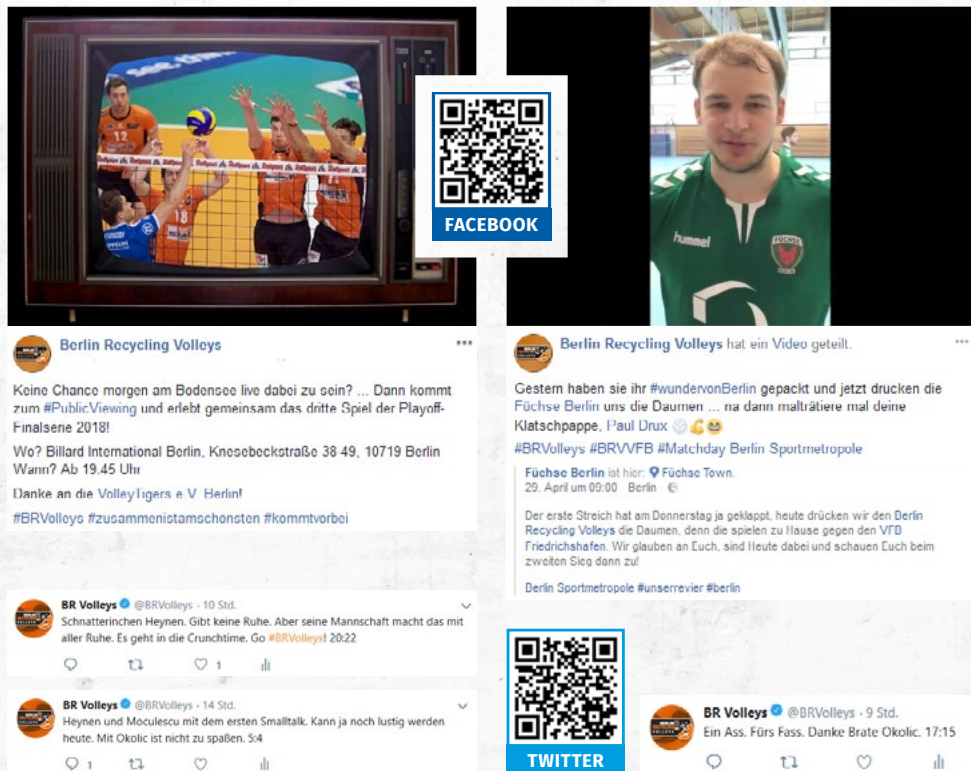 12
18
FACEBOOK
Berlin Recycling Volleys
Keine Chance morgen am Bodensee live dabei zu sein? ... Dann kommt
zum #PublicViewing und erlebt gemeinsam das dritte Spiel der Playoff-
Finalserie 2018!
Wo? Billard International Berlin, Knesebeckstraße 38-49, 10719 Berlin
Wann? Ab 19.45 Uhr
Danke an die VolleyTigers e.V. Berlin!
#BRVolleys #zusammenistamschönsten #kommtvorbei
hummel
FÜCHSE
BERLIN
Berlin Recycling Volleys hat ein Video geteilt.
Gestern haben sie ihr #wundervonBerlin gepackt und jetzt drücken die
Füchse Berlin uns die Daumen ... na dann malträtiere mal deine
Klatschpappe, Paul Drux
#BRVolleys #BRVVFB #Matchday Berlin Sportmetropole
Füchse Berlin ist hier: Füchse Town.
29. April um 09:00 · Berlin ·
Der erste Streich hat am Donnerstag ja geklappt, heute drücken wir den Berlin
Recycling Volleys die Daumen, denn die spielen zu Hause gegen den VFB
Friedrichshafen. Wir glauben an Euch, sind Heute dabei und schauen Euch beim
zweiten Sieg dann zu!
Berlin Sportmetropole #unserrevier #berlin
BR Volleys @BRVolleys · 10 Std.
Schnatterinchen Heynen. Gibt keine Ruhe. Aber seine Mannschaft macht das mit
aller Ruhe. Es geht in die Crunchtime. Go #BRVolleys! 20:22
1
BR Volleys @BRVolleys · 14 Std.
Heynen und Moculescu mit dem ersten Smalltalk. Kann ja noch lustig werden
heute. Mit Okolic ist nicht zu spaßen. 5:4
1
TWITTER
BR Volleys @BRVolleys · 9 Std.
Ein Ass. Fürs Fass. Danke Brate Okolic. 17:15